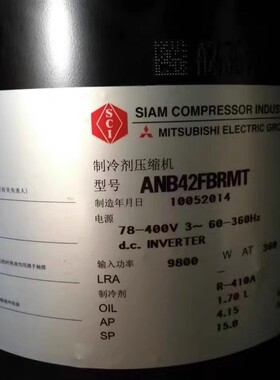 SCI
SIAM COMPRESSOR INDUS
MITSUBISHI ELECTRIC GRO
制冷剂压缩机
型号 ANB42FBRMT
制造年月日 10052014
电源 78-400V 3~ 60-360Hz
d.c. INVERTER
输入功率 9800 W AT 380
LRA
制冷剂 R-410A
OIL 1.70 L
AP 4.15
SP 15.0